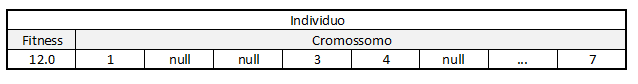 Individuo
Fitness Cromossomo
12.0 1 null null 3 4 null ... 7